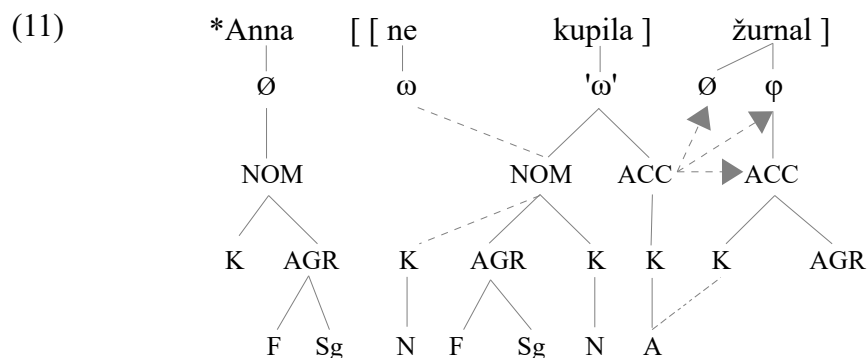 (11) *Anna [ [ ne kupila ] žurnal ]
Ø ω 'ω' Ø φ
NOM NOM ACC ACC
K AGR K AGR K K K AGR
F Sg N F Sg N A